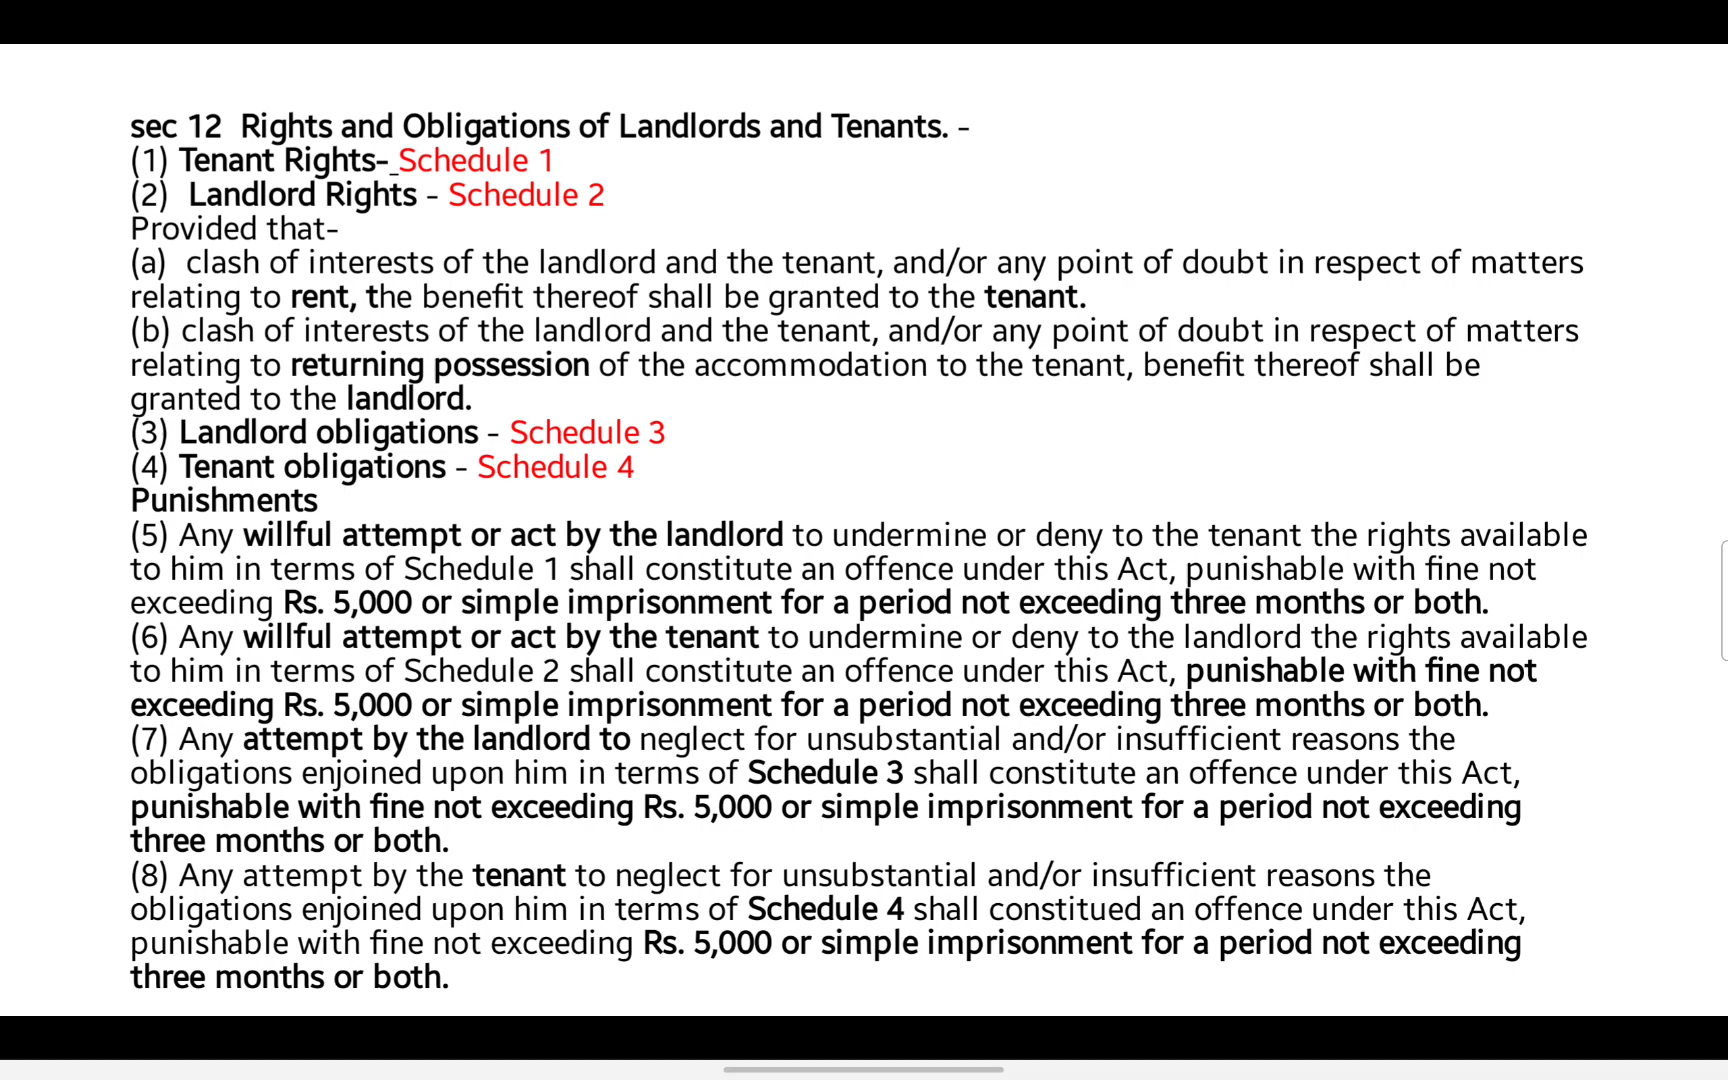 sec 12  Rights and Obligations of Landlords and Tenants. -
(1) Tenant Rights-_Schedule 1
(2)  Landlord Rights - Schedule 2
Provided that-
(a)  clash of interests of the landlord and the tenant, and/or any point of doubt in respect of matters
relating to rent, the benefit thereof shall be granted to the tenant.
(b) clash of interests of the landlord and the tenant, and/or any point of doubt in respect of matters
relating to returning possession of the accommodation to the tenant, benefit thereof shall be
granted to the landlord.
(3) Landlord obligations - Schedule 3
(4) Tenant obligations - Schedule 4
Punishments
(5) Any willful attempt or act by the landlord to undermine or deny to the tenant the rights available
to him in terms of Schedule 1 shall constitute an offence under this Act, punishable with fine not
exceeding Rs. 5,000 or simple imprisonment for a period not exceeding three months or both.
(6) Any willful attempt or act by the tenant to undermine or deny to the landlord the rights available
to him in terms of Schedule 2 shall constitute an offence under this Act, punishable with fine not
exceeding Rs. 5,000 or simple imprisonment for a period not exceeding three months or both.
(7) Any attempt by the landlord to neglect for unsubstantial and/or insufficient reasons the
obligations enjoined upon him in terms of Schedule 3 shall constitute an offence under this Act,
punishable with fine not exceeding Rs. 5,000 or simple imprisonment for a period not exceeding
three months or both.
(8) Any attempt by the tenant to neglect for unsubstantial and/or insufficient reasons the
obligations enjoined upon him in terms of Schedule 4 shall constitued an offence under this Act,
punishable with fine not exceeding Rs. 5,000 or simple imprisonment for a period not exceeding
three months or both.